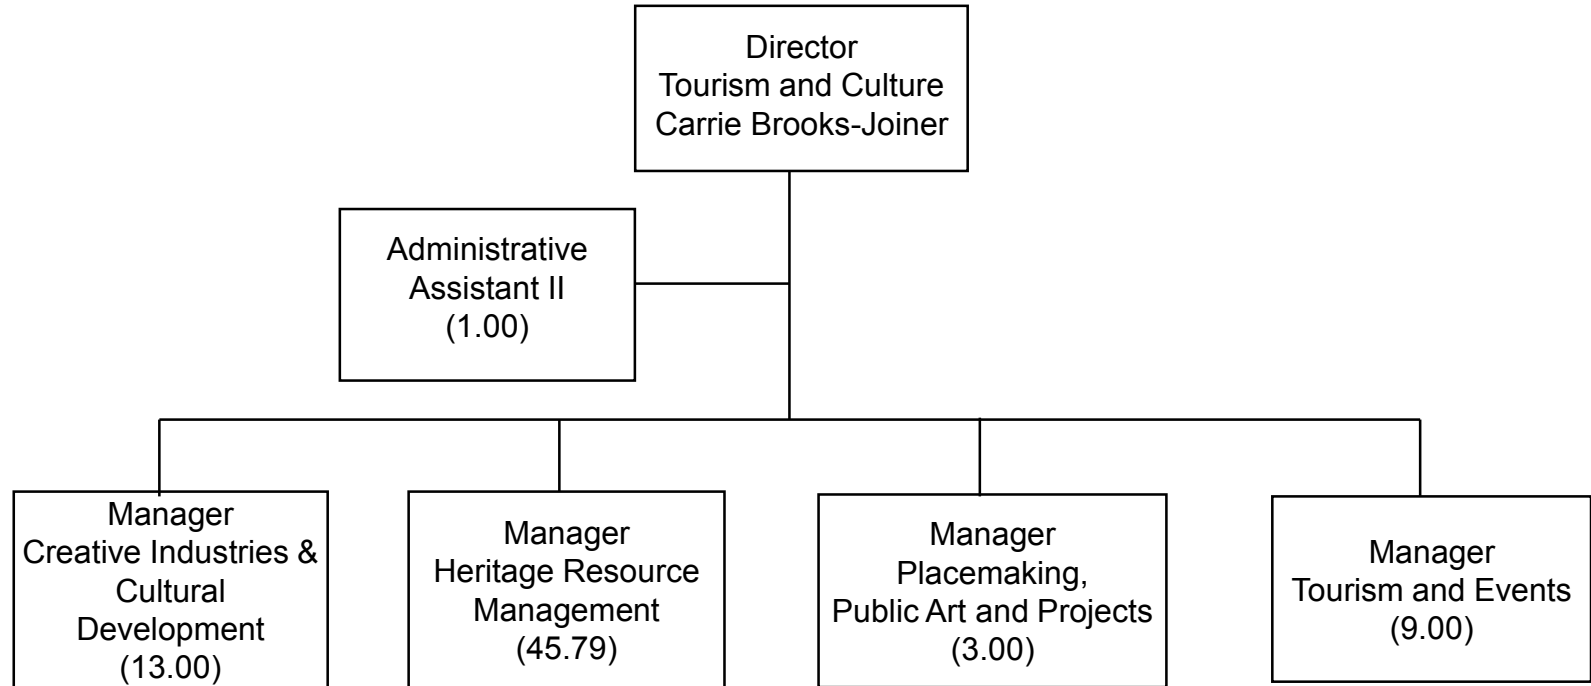 Director
Tourism and Culture
Carrie Brooks-Joiner
Administrative
Assistant II
(1.00)
Manager
Creative Industries &
Cultural
Development
(13.00)
Manager
Heritage Resource
Management
(45.79)
Manager
Placemaking,
Public Art and Projects
(3.00)
Manager
Tourism and Events
(9.00)